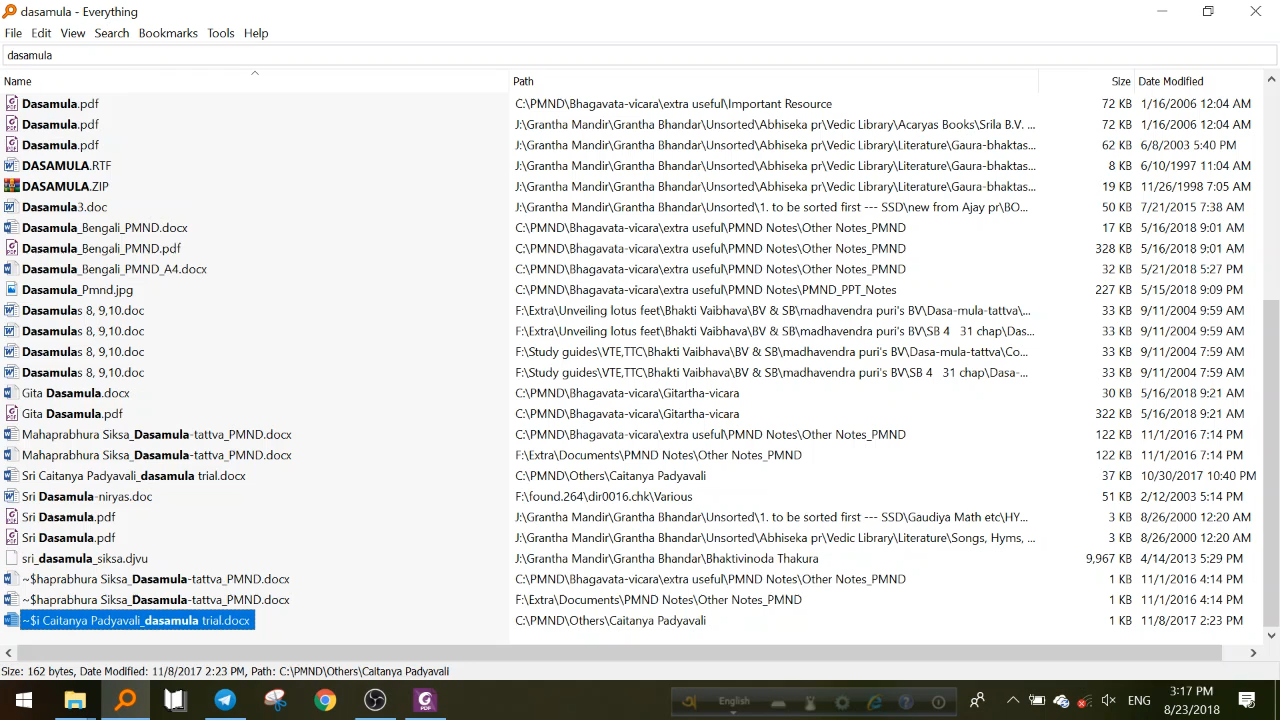 dasamula - Everything
File Edit View Search Bookmarks Tools Help
dasamula
Name Path Size Date Modified
Dasamula.pdf C:\PMND\Bhagavata-vicara\extra useful\Important Resource 72 KB 1/16/2006 12:04 AM
Dasamula.pdf J:\Grantha Mandir\Grantha Bhandar\Unsorted\Abhiseka pr\Vedic Library\Acaryas Books\Srila B.V. ... 72 KB 1/16/2006 12:04 AM
Dasamula.pdf J:\Grantha Mandir\Grantha Bhandar\Unsorted\Abhiseka pr\Vedic Library\Literature\Gaura-bhaktas... 62 KB 6/8/2003 5:40 PM
DASAMULA.RTF J:\Grantha Mandir\Grantha Bhandar\Unsorted\Abhiseka pr\Vedic Library\Literature\Gaura-bhaktas... 8 KB 6/10/1997 11:04 AM
DASAMULA.ZIP J:\Grantha Mandir\Grantha Bhandar\Unsorted\Abhiseka pr\Vedic Library\Literature\Gaura-bhaktas... 19 KB 11/26/1998 7:05 AM
Dasamula3.doc J:\Grantha Mandir\Grantha Bhandar\Unsorted\1. to be sorted first --- SSD\new from Ajay pr\BO... 50 KB 7/21/2015 7:38 AM
Dasamula_Bengali_PMND.docx C:\PMND\Bhagavata-vicara\extra useful\PMND Notes\Other Notes_PMND 17 KB 5/16/2018 9:01 AM
Dasamula_Bengali_PMND.pdf C:\PMND\Bhagavata-vicara\extra useful\PMND Notes\Other Notes_PMND 328 KB 5/16/2018 9:01 AM
Dasamula_Bengali_PMND_A4.docx C:\PMND\Bhagavata-vicara\extra useful\PMND Notes\Other Notes_PMND 32 KB 5/21/2018 5:27 PM
Dasamula_Pmnd.jpg C:\PMND\Bhagavata-vicara\extra useful\PMND Notes\PMND_PPT_Notes 227 KB 5/15/2018 9:09 PM
Dasamulas 8, 9,10.doc F:\Extra\Unveiling lotus feet\Bhakti Vaibhava\BV & SB\madhavendra puri's BV\Dasa-mula-tattva\... 33 KB 9/11/2004 9:59 AM
Dasamulas 8, 9,10.doc F:\Extra\Unveiling lotus feet\Bhakti Vaibhava\BV & SB\madhavendra puri's BV\SB 4 31 chap\Das... 33 KB 9/11/2004 9:59 AM
Dasamulas 8, 9,10.doc F:\Study guides\VTE,TTC\Bhakti Vaibhava\BV & SB\madhavendra puri's BV\Dasa-mula-tattva\Co... 33 KB 9/11/2004 7:59 AM
Dasamulas 8, 9,10.doc F:\Study guides\VTE,TTC\Bhakti Vaibhava\BV & SB\madhavendra puri's BV\SB 4 31 chap\Dasa-... 33 KB 9/11/2004 7:59 AM
Gita Dasamula.docx C:\PMND\Bhagavata-vicara\Gitartha-vicara 30 KB 5/16/2018 9:21 AM
Gita Dasamula.pdf C:\PMND\Bhagavata-vicara\Gitartha-vicara 322 KB 5/16/2018 9:21 AM
Mahaprabhura Siksa_Dasamula-tattva_PMND.docx C:\PMND\Bhagavata-vicara\extra useful\PMND Notes\Other Notes_PMND 122 KB 11/1/2016 7:14 PM
Mahaprabhura Siksa_Dasamula-tattva_PMND.docx F:\Extra\Documents\PMND Notes\Other Notes_PMND 122 KB 11/1/2016 7:14 PM
Sri Caitanya Padyavali_dasamula trial.docx C:\PMND\Others\Caitanya Padyavali 37 KB 10/30/2017 10:40 PM
Sri Dasamula-niryas.doc F:\found.264\dir0016.chk\Various 51 KB 2/12/2003 5:14 PM
Sri Dasamula.pdf J:\Grantha Mandir\Grantha Bhandar\Unsorted\1. to be sorted first --- SSD\Gaudiya Math etc\HY... 3 KB 8/26/2000 12:20 AM
Sri Dasamula.pdf J:\Grantha Mandir\Grantha Bhandar\Unsorted\Abhiseka pr\Vedic Library\Literature\Songs, Hymns, ... 3 KB 8/26/2000 12:20 AM
sri_dasamula_siksa.djvu J:\Grantha Mandir\Grantha Bhandar\Bhaktivinoda Thakura 9,967 KB 4/14/2013 5:29 PM
~$haprabhura Siksa_Dasamula-tattva_PMND.docx C:\PMND\Bhagavata-vicara\extra useful\PMND Notes\Other Notes_PMND 1 KB 11/1/2016 4:14 PM
~$haprabhura Siksa_Dasamula-tattva_PMND.docx F:\Extra\Documents\PMND Notes\Other Notes_PMND 1 KB 11/1/2016 4:14 PM
~$i Caitanya Padyavali_dasamula trial.docx C:\PMND\Others\Caitanya Padyavali 1 KB 11/8/2017 2:23 PM
Size: 162 bytes, Date Modified: 11/8/2017 2:23 PM, Path: C:\PMND\Others\Caitanya Padyavali
English ENG 3:17 PM
8/23/2018